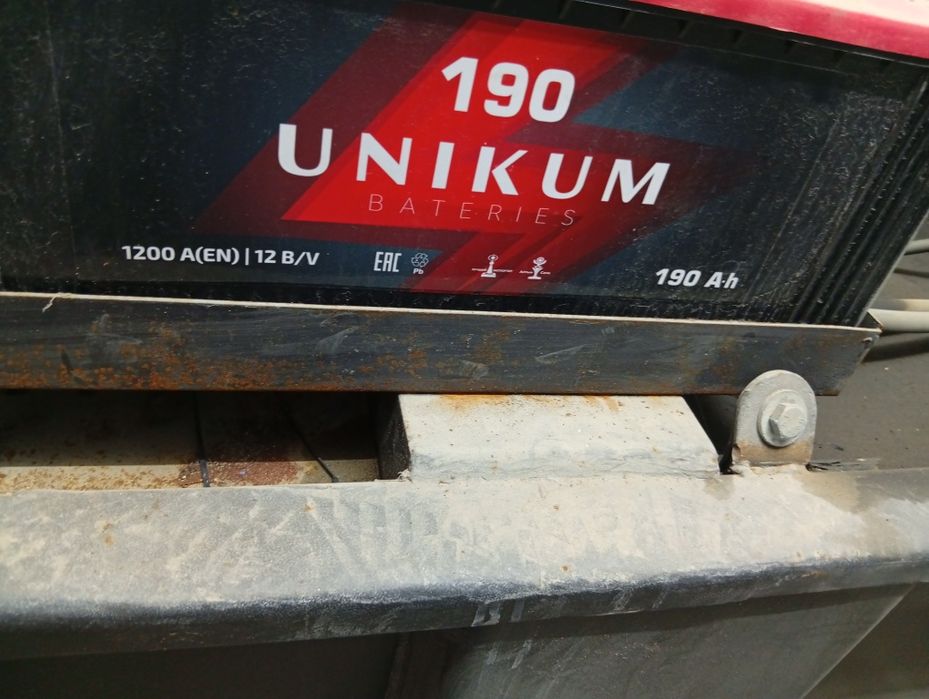 190
UNIKUM
BATERIES
1200 A(EN) | 12 B/V
EAC
Pb
190 A·h